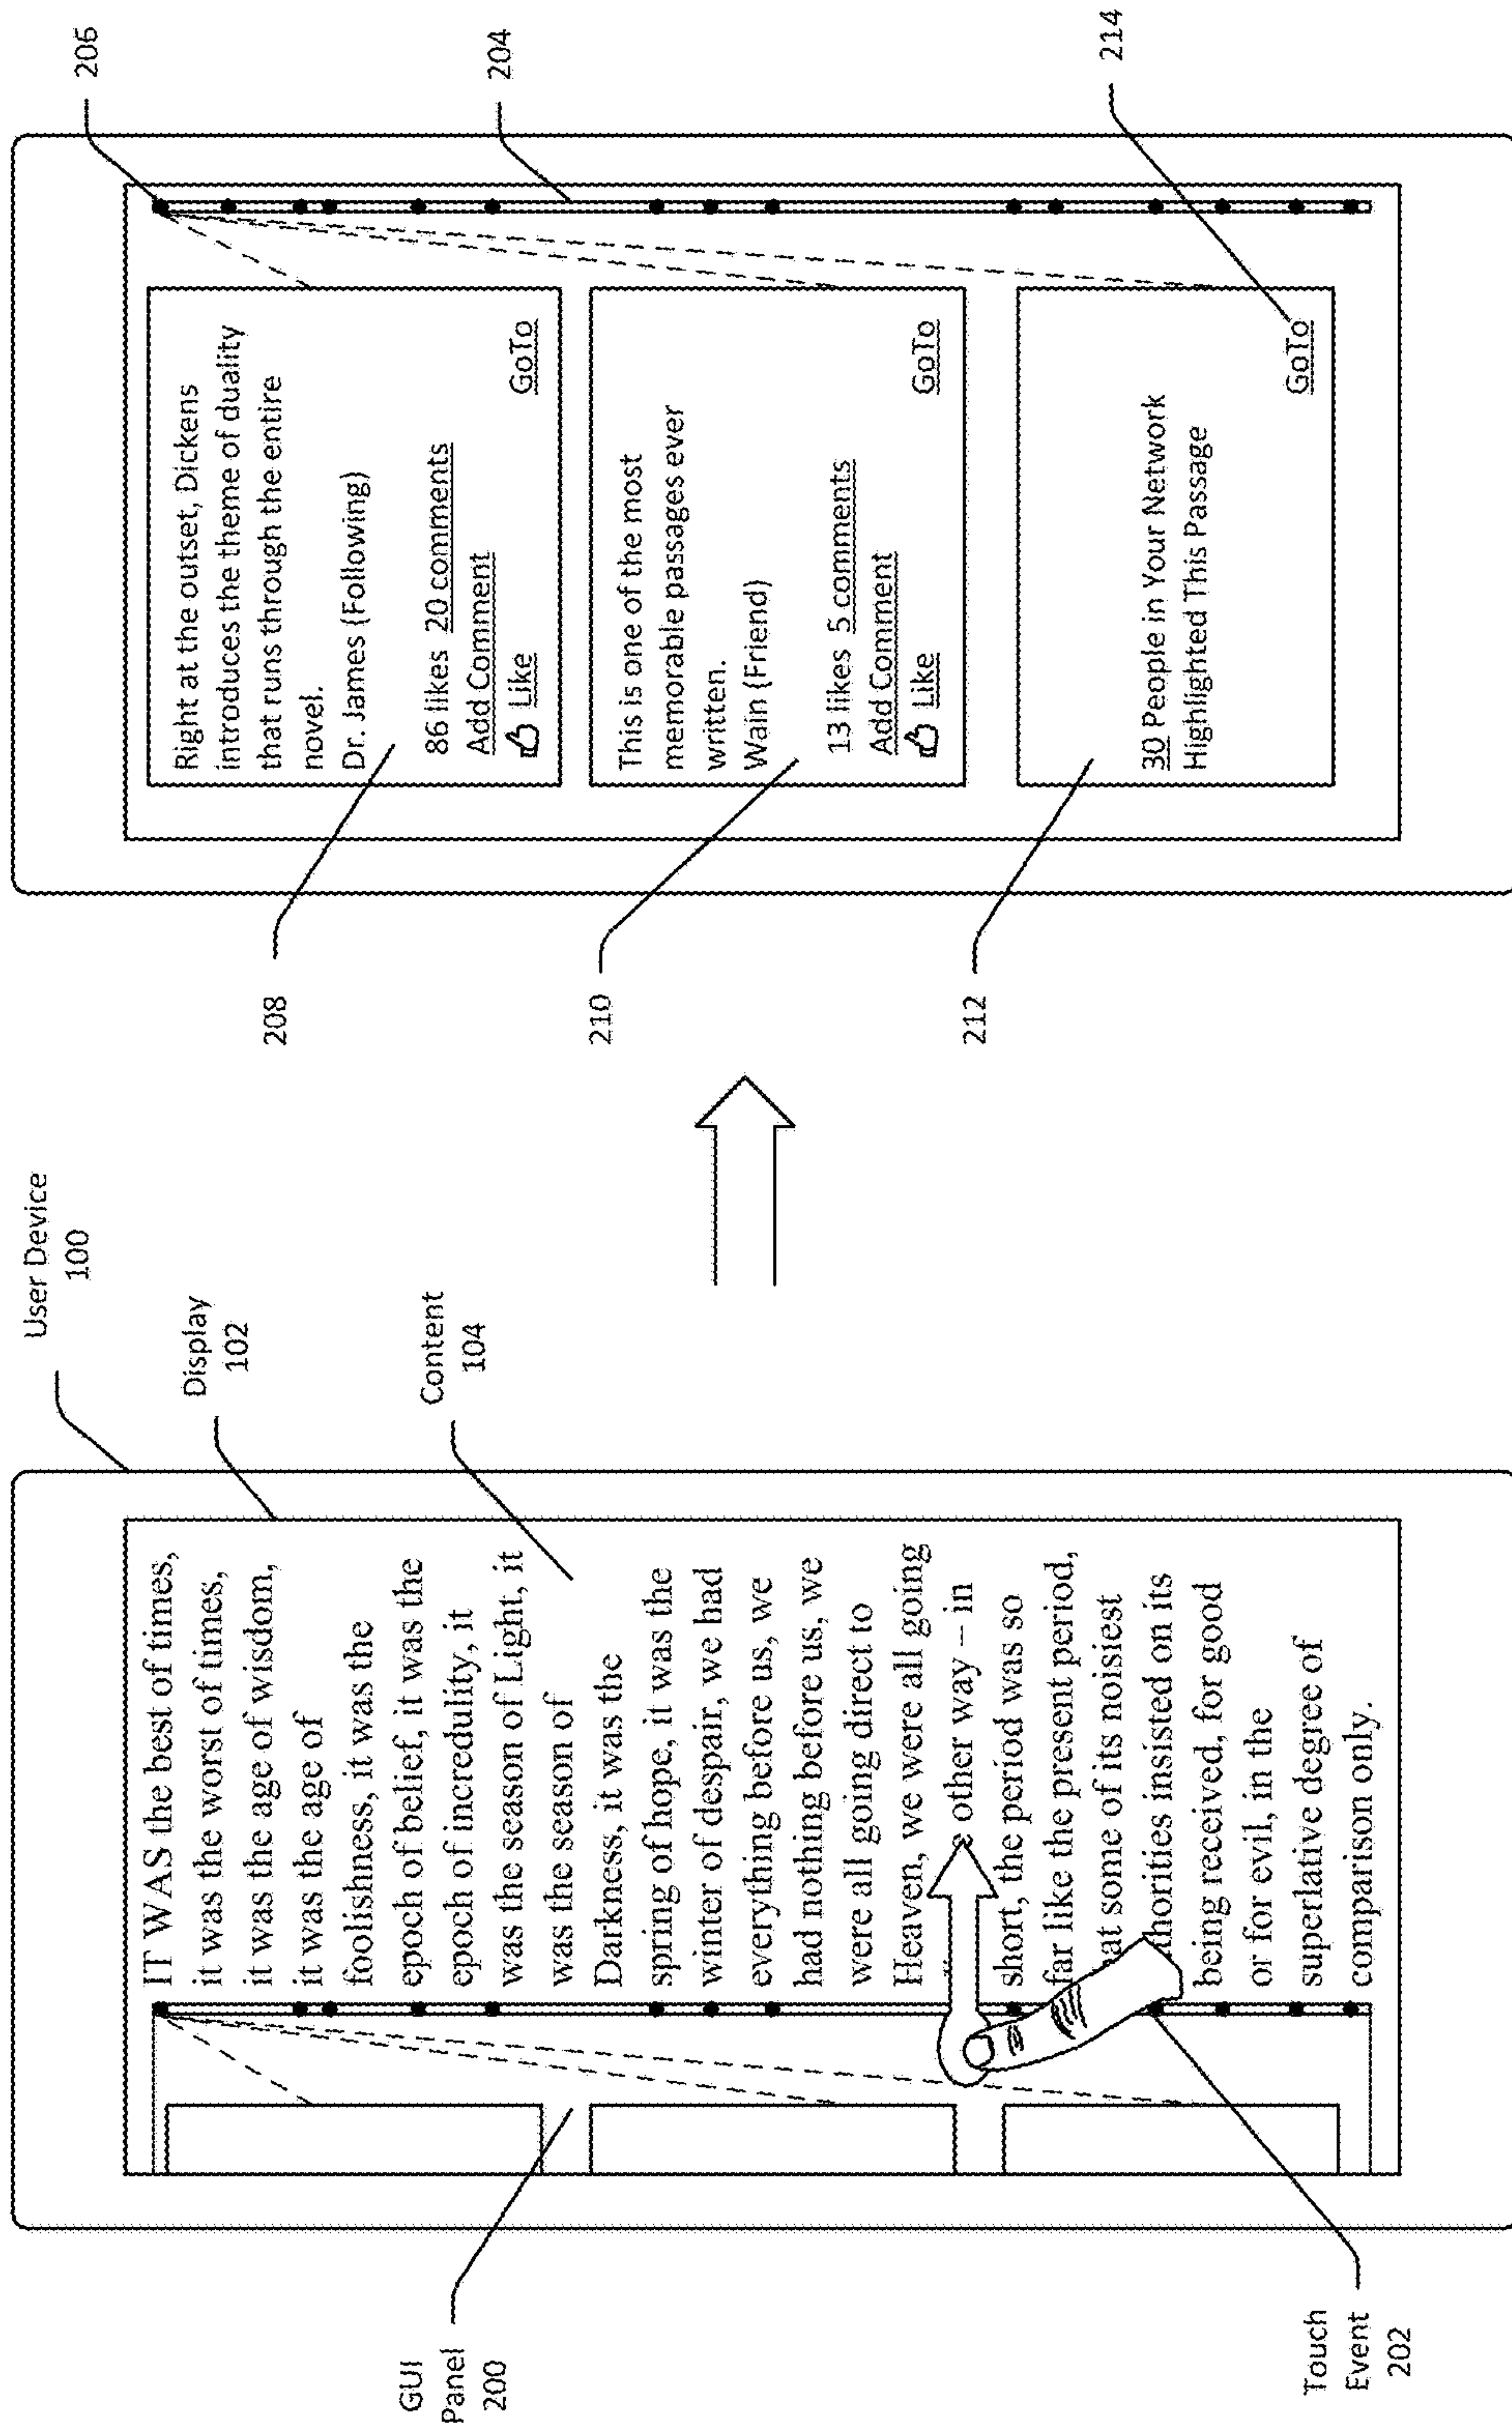 User Device
100
Display
102
Content
104
GUI
Panel
200
Touch
Event
202
IT WAS the best of times,
it was the worst of times,
it was the age of wisdom,
it was the age of
foolishness, it was the
epoch of belief, it was the
epoch of incredulity, it
was the season of Light, it
was the season of
Darkness, it was the
spring of hope, it was the
winter of despair, we had
everything before us, we
had nothing before us, we
were all going direct to
Heaven, we were all going
other way – in
short, the period was so
far like the present period,
at some of its noisiest
thorities insisted on its
being received, for good
or for evil, in the
superlative degree of
comparison only.
206
204
208
Right at the outset, Dickens
introduces the theme of duality
that runs through the entire
novel.
Dr. James (Following)
86 likes 20 comments
Add Comment
Like
GoTo
210
This is one of the most
memorable passages ever
written.
Wain (Friend)
13 likes 5 comments
Add Comment
Like
GoTo
212
30 People in Your Network
Highlighted This Passage
GoTo
214